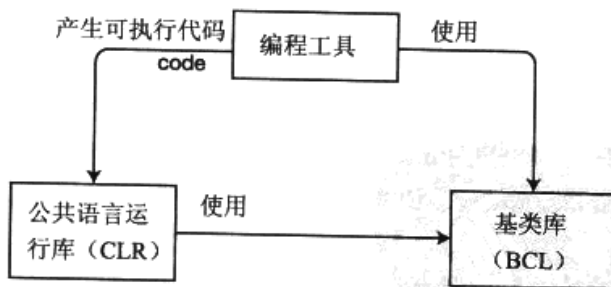 产生可执行代码
code
编程工具
使用
公共语言运
行库（CLR）
使用
基类库
（BCL）